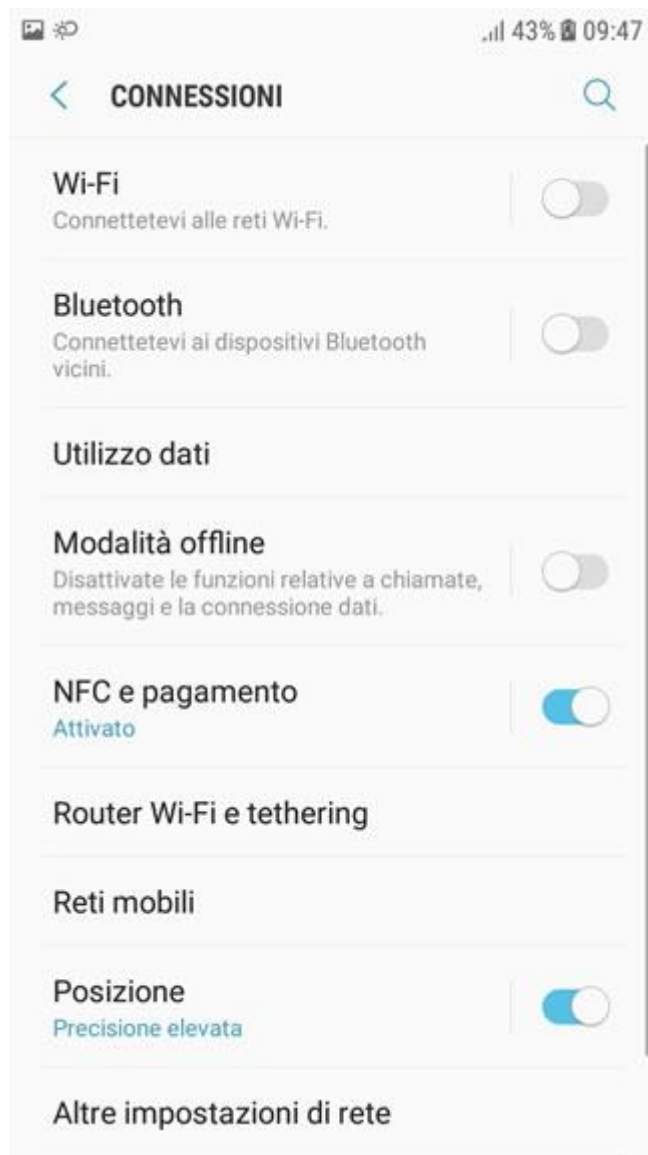 43% 09:47
CONNESSIONI
Wi-Fi
Connettetevi alle reti Wi-Fi.
Bluetooth
Connettetevi ai dispositivi Bluetooth
vicini.
Utilizzo dati
Modalità offline
Disattivate le funzioni relative a chiamate,
messaggi e la connessione dati.
NFC e pagamento
Attivato
Router Wi-Fi e tethering
Reti mobili
Posizione
Precisione elevata
Altre impostazioni di rete